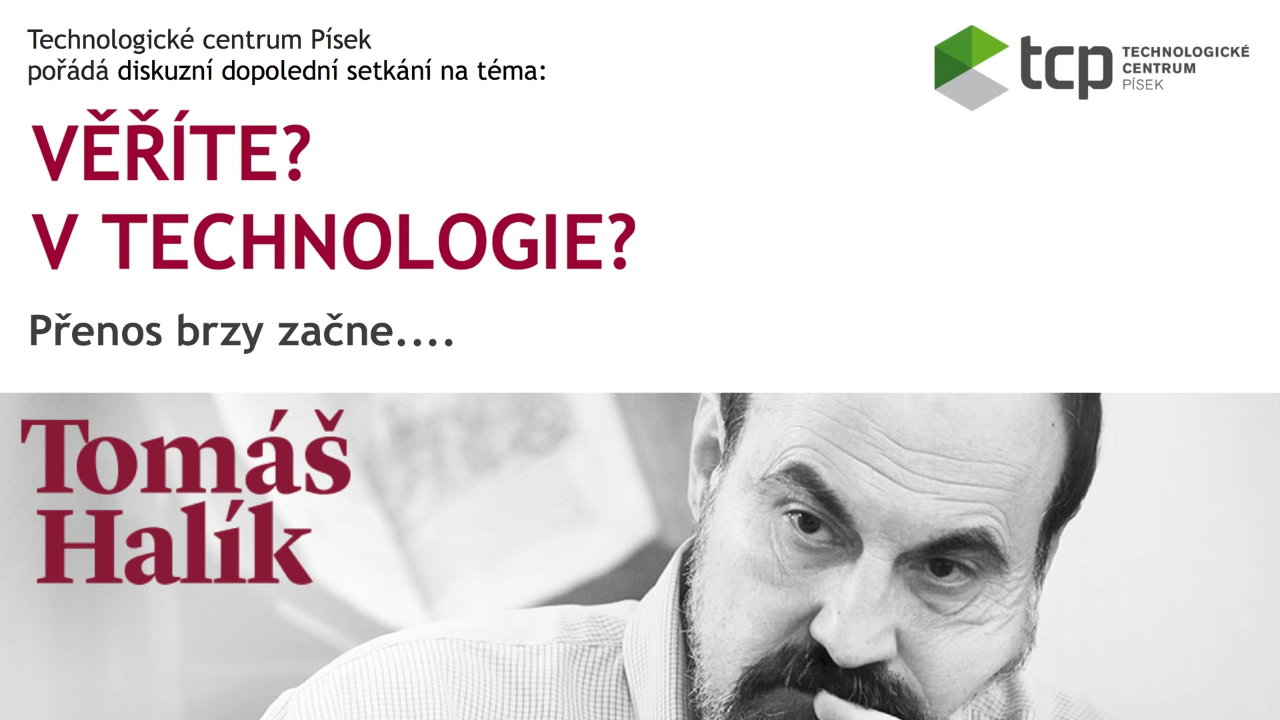 Technologické centrum Písek
pořádá diskuzní dopolední setkání na téma:
tcp
TECHNOLOGICKÉ
CENTRUM
PÍSEK
VĚŘÍTE?
V TECHNOLOGIE?
Přenos brzy začne....
Tomáš
Halík